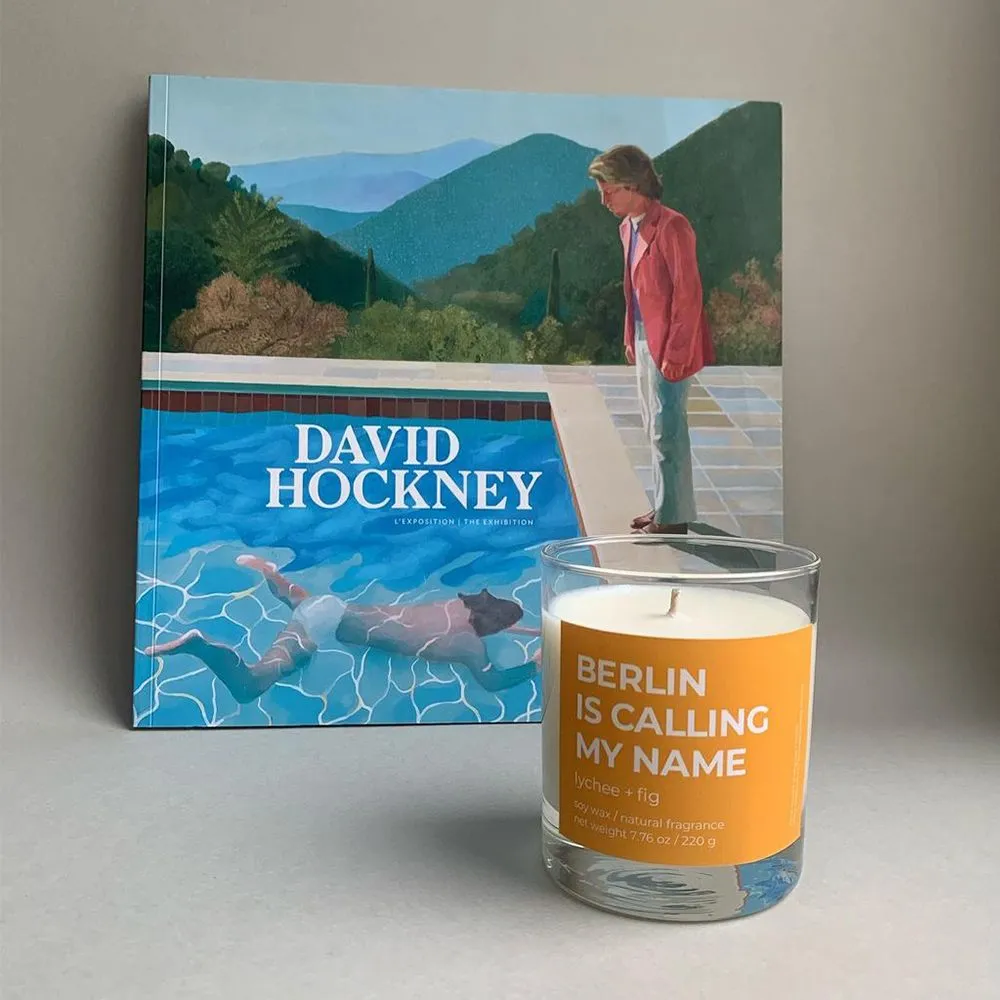 DAVID
HOCKNEY
L'EXPOSITION | THE EXHIBITION
BERLIN
IS CALLING
MY NAME
lychee + fig
soy wax / natural fragrance
net weight 7.76 oz / 220 g